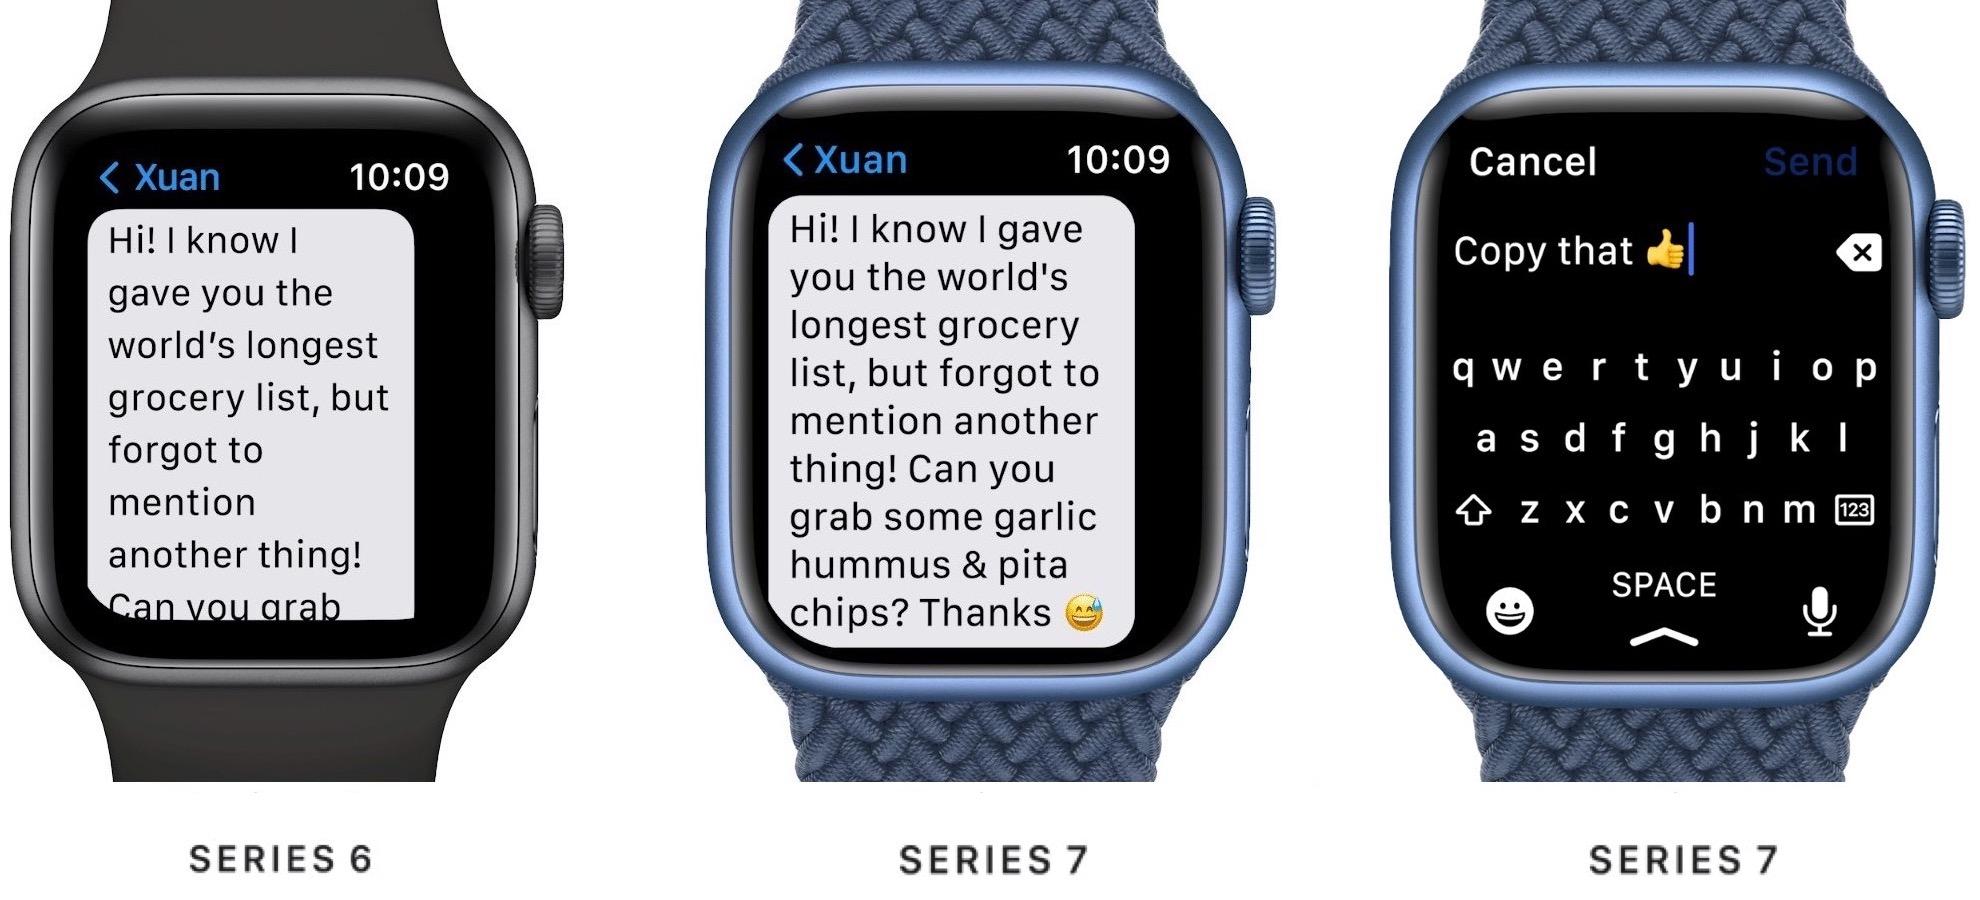 < Xuan 10:09
Hi! I know I
gave you the
world’s longest
grocery list, but
forgot to
mention
another thing!
Can you grab
SERIES 6
< Xuan 10:09
Hi! I know I gave
you the world's
longest grocery
list, but forgot to
mention another
thing! Can you
grab some garlic
hummus & pita
chips? Thanks 😅
SERIES 7
Cancel Send
Copy that 👍
q w e r t y u i o p
a s d f g h j k l
z x c v b n m 123
SPACE
SERIES 7